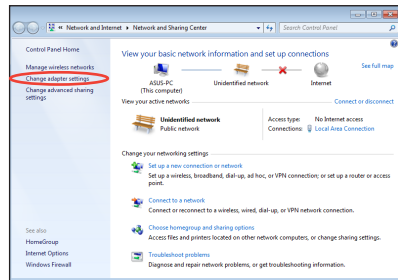 « Network and Internet ▸ Network and Sharing Center
Search Control Panel
Control Panel Home
Manage wireless networks
Change adapter settings
Change advanced sharing
settings
View your basic network information and set up connections
See full map
ASUS-PC
(This computer)
Unidentified network
Internet
View your active networks
Connect or disconnect
Unidentified network
Public network
Access type: No Internet access
Connections: Local Area Connection
Change your networking settings
Set up a new connection or network
Set up a wireless, broadband, dial-up, ad hoc, or VPN connection; or set up a router or access
point.
Connect to a network
Connect or reconnect to a wireless, wired, dial-up, or VPN network connection.
Choose homegroup and sharing options
Access files and printers located on other network computers, or change sharing settings.
Troubleshoot problems
Diagnose and repair network problems, or get troubleshooting information.
See also
HomeGroup
Internet Options
Windows Firewall